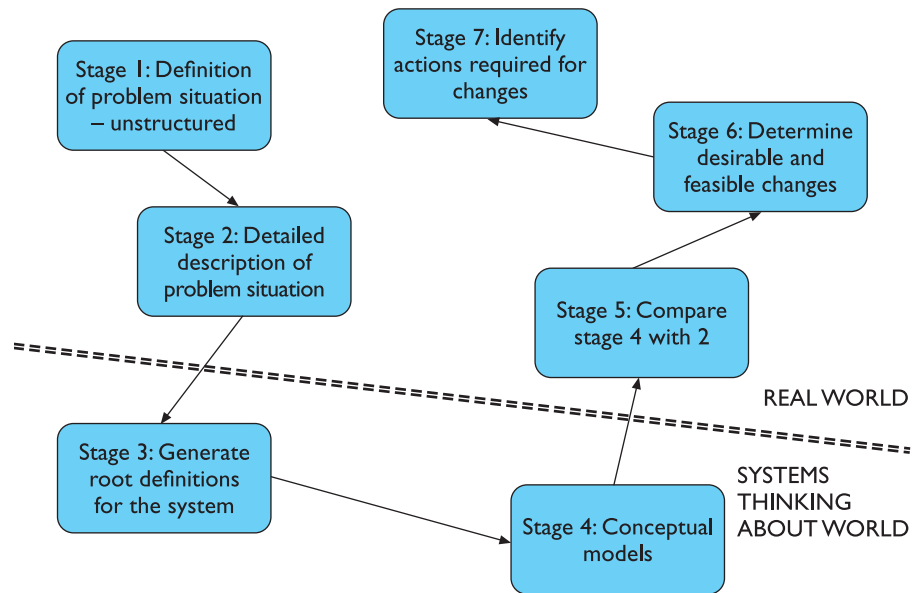 Stage 1: Definition
of problem situation
– unstructured
Stage 2: Detailed
description of
problem situation
Stage 3: Generate
root definitions
for the system
Stage 4: Conceptual
models
Stage 5: Compare
stage 4 with 2
Stage 6: Determine
desirable and
feasible changes
Stage 7: Identify
actions required for
changes
REAL WORLD
SYSTEMS
THINKING
ABOUT WORLD